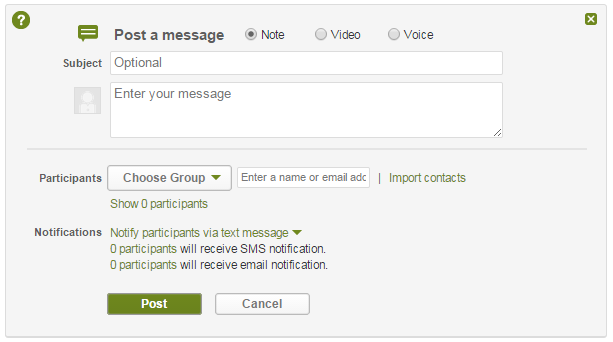 ?
Post a message Note Video Voice
Subject Optional
Enter your message
Participants Choose Group Enter a name or email adc | Import contacts
Show 0 participants
Notifications Notify participants via text message
0 participants will receive SMS notification.
0 participants will receive email notification.
Post Cancel